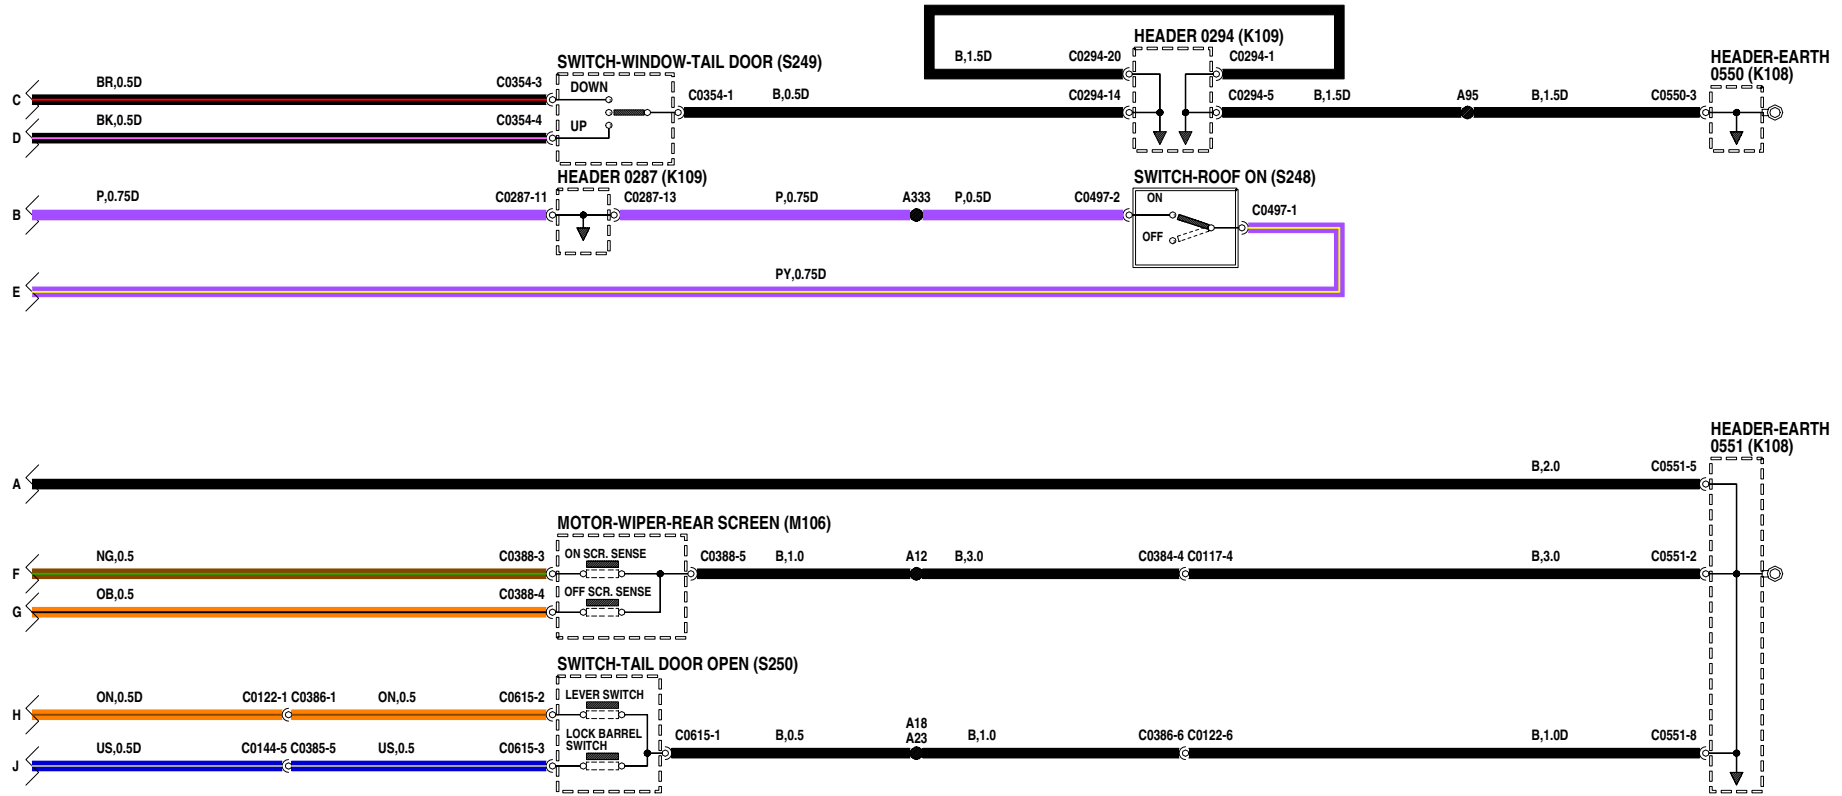 HEADER 0294 (K109)
B,1.5D
C0294-20
C0294-1
HEADER-EARTH
0550 (K108)
SWITCH-WINDOW-TAIL DOOR (S249)
C
BR,0.5D
C0354-3
DOWN
C0354-1
B,0.5D
C0294-14
C0294-5
B,1.5D
A95
B,1.5D
C0550-3
D
BK,0.5D
C0354-4
UP
HEADER 0287 (K109)
SWITCH-ROOF ON (S248)
B
P,0.75D
C0287-11
C0287-13
P,0.75D
A333
P,0.5D
C0497-2
ON
OFF
C0497-1
E
PY,0.75D
HEADER-EARTH
0551 (K108)
A
B,2.0
C0551-5
MOTOR-WIPER-REAR SCREEN (M106)
F
NG,0.5
C0388-3
ON SCR. SENSE
C0388-5
B,1.0
A12
B,3.0
C0384-4 C0117-4
B,3.0
C0551-2
G
OB,0.5
C0388-4
OFF SCR. SENSE
SWITCH-TAIL DOOR OPEN (S250)
H
ON,0.5D
C0122-1 C0386-1
ON,0.5
C0615-2
LEVER SWITCH
LOCK BARREL
SWITCH
C0615-1
B,0.5
A18
A23
B,1.0
C0386-6 C0122-6
B,1.0D
C0551-8
J
US,0.5D
C0144-5 C0385-5
US,0.5
C0615-3